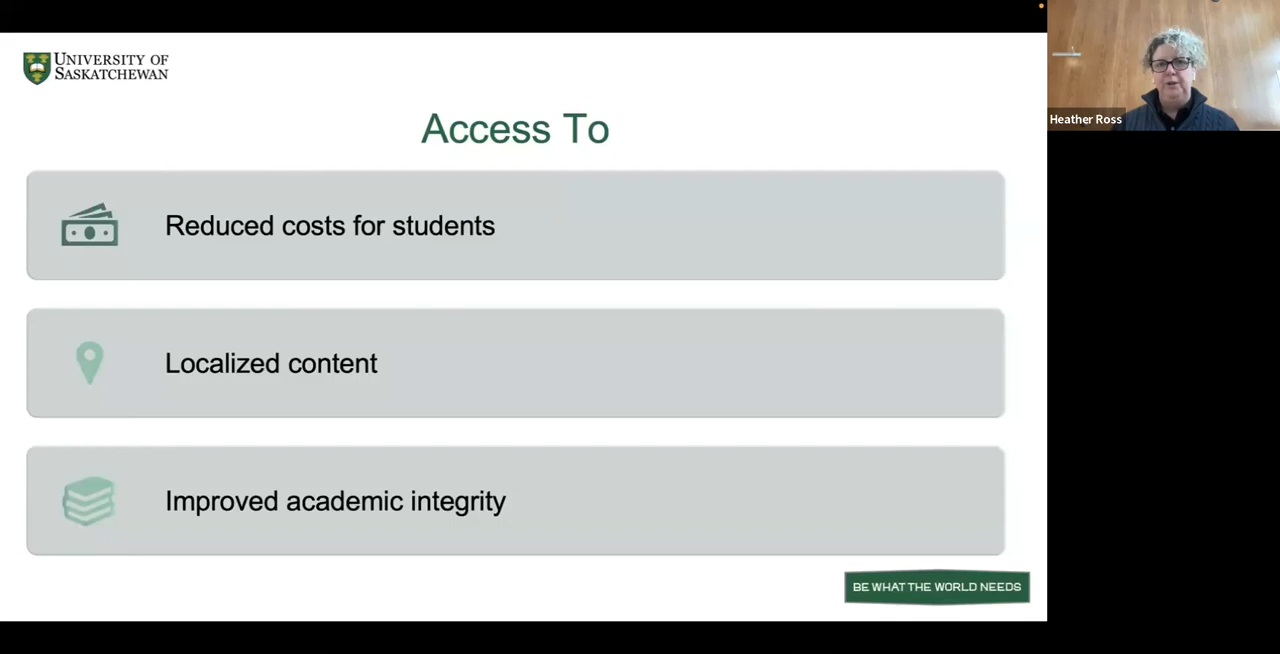 UNIVERSITY OF
SASKATCHEWAN
Access To
Reduced costs for students
Localized content
Improved academic integrity
BE WHAT THE WORLD NEEDS
Heather Ross